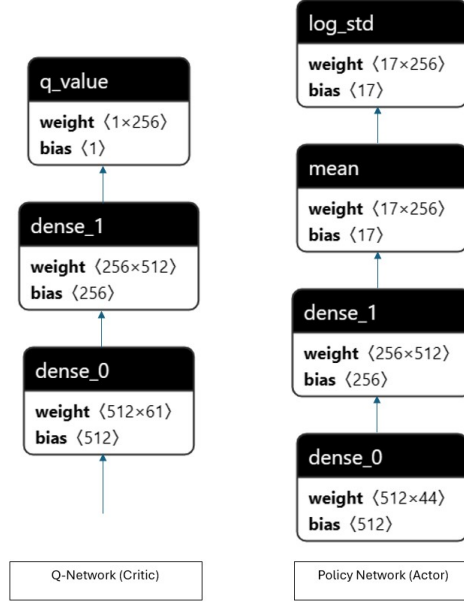 q_value
weight 〈1×256〉
bias 〈1〉
dense_1
weight 〈256×512〉
bias 〈256〉
dense_0
weight 〈512×61〉
bias 〈512〉
Q-Network (Critic)
log_std
weight 〈17×256〉
bias 〈17〉
mean
weight 〈17×256〉
bias 〈17〉
dense_1
weight 〈256×512〉
bias 〈256〉
dense_0
weight 〈512×44〉
bias 〈512〉
Policy Network (Actor)